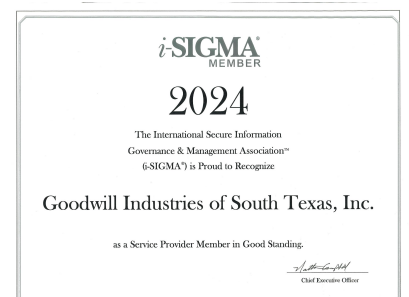 i-SIGMA®
MEMBER
2024
The International Secure Information
Governance & Management Association℠
(i-SIGMA®) is Proud to Recognize
Goodwill Industries of South Texas, Inc.
as a Service Provider Member in Good Standing.
Chief Executive Officer